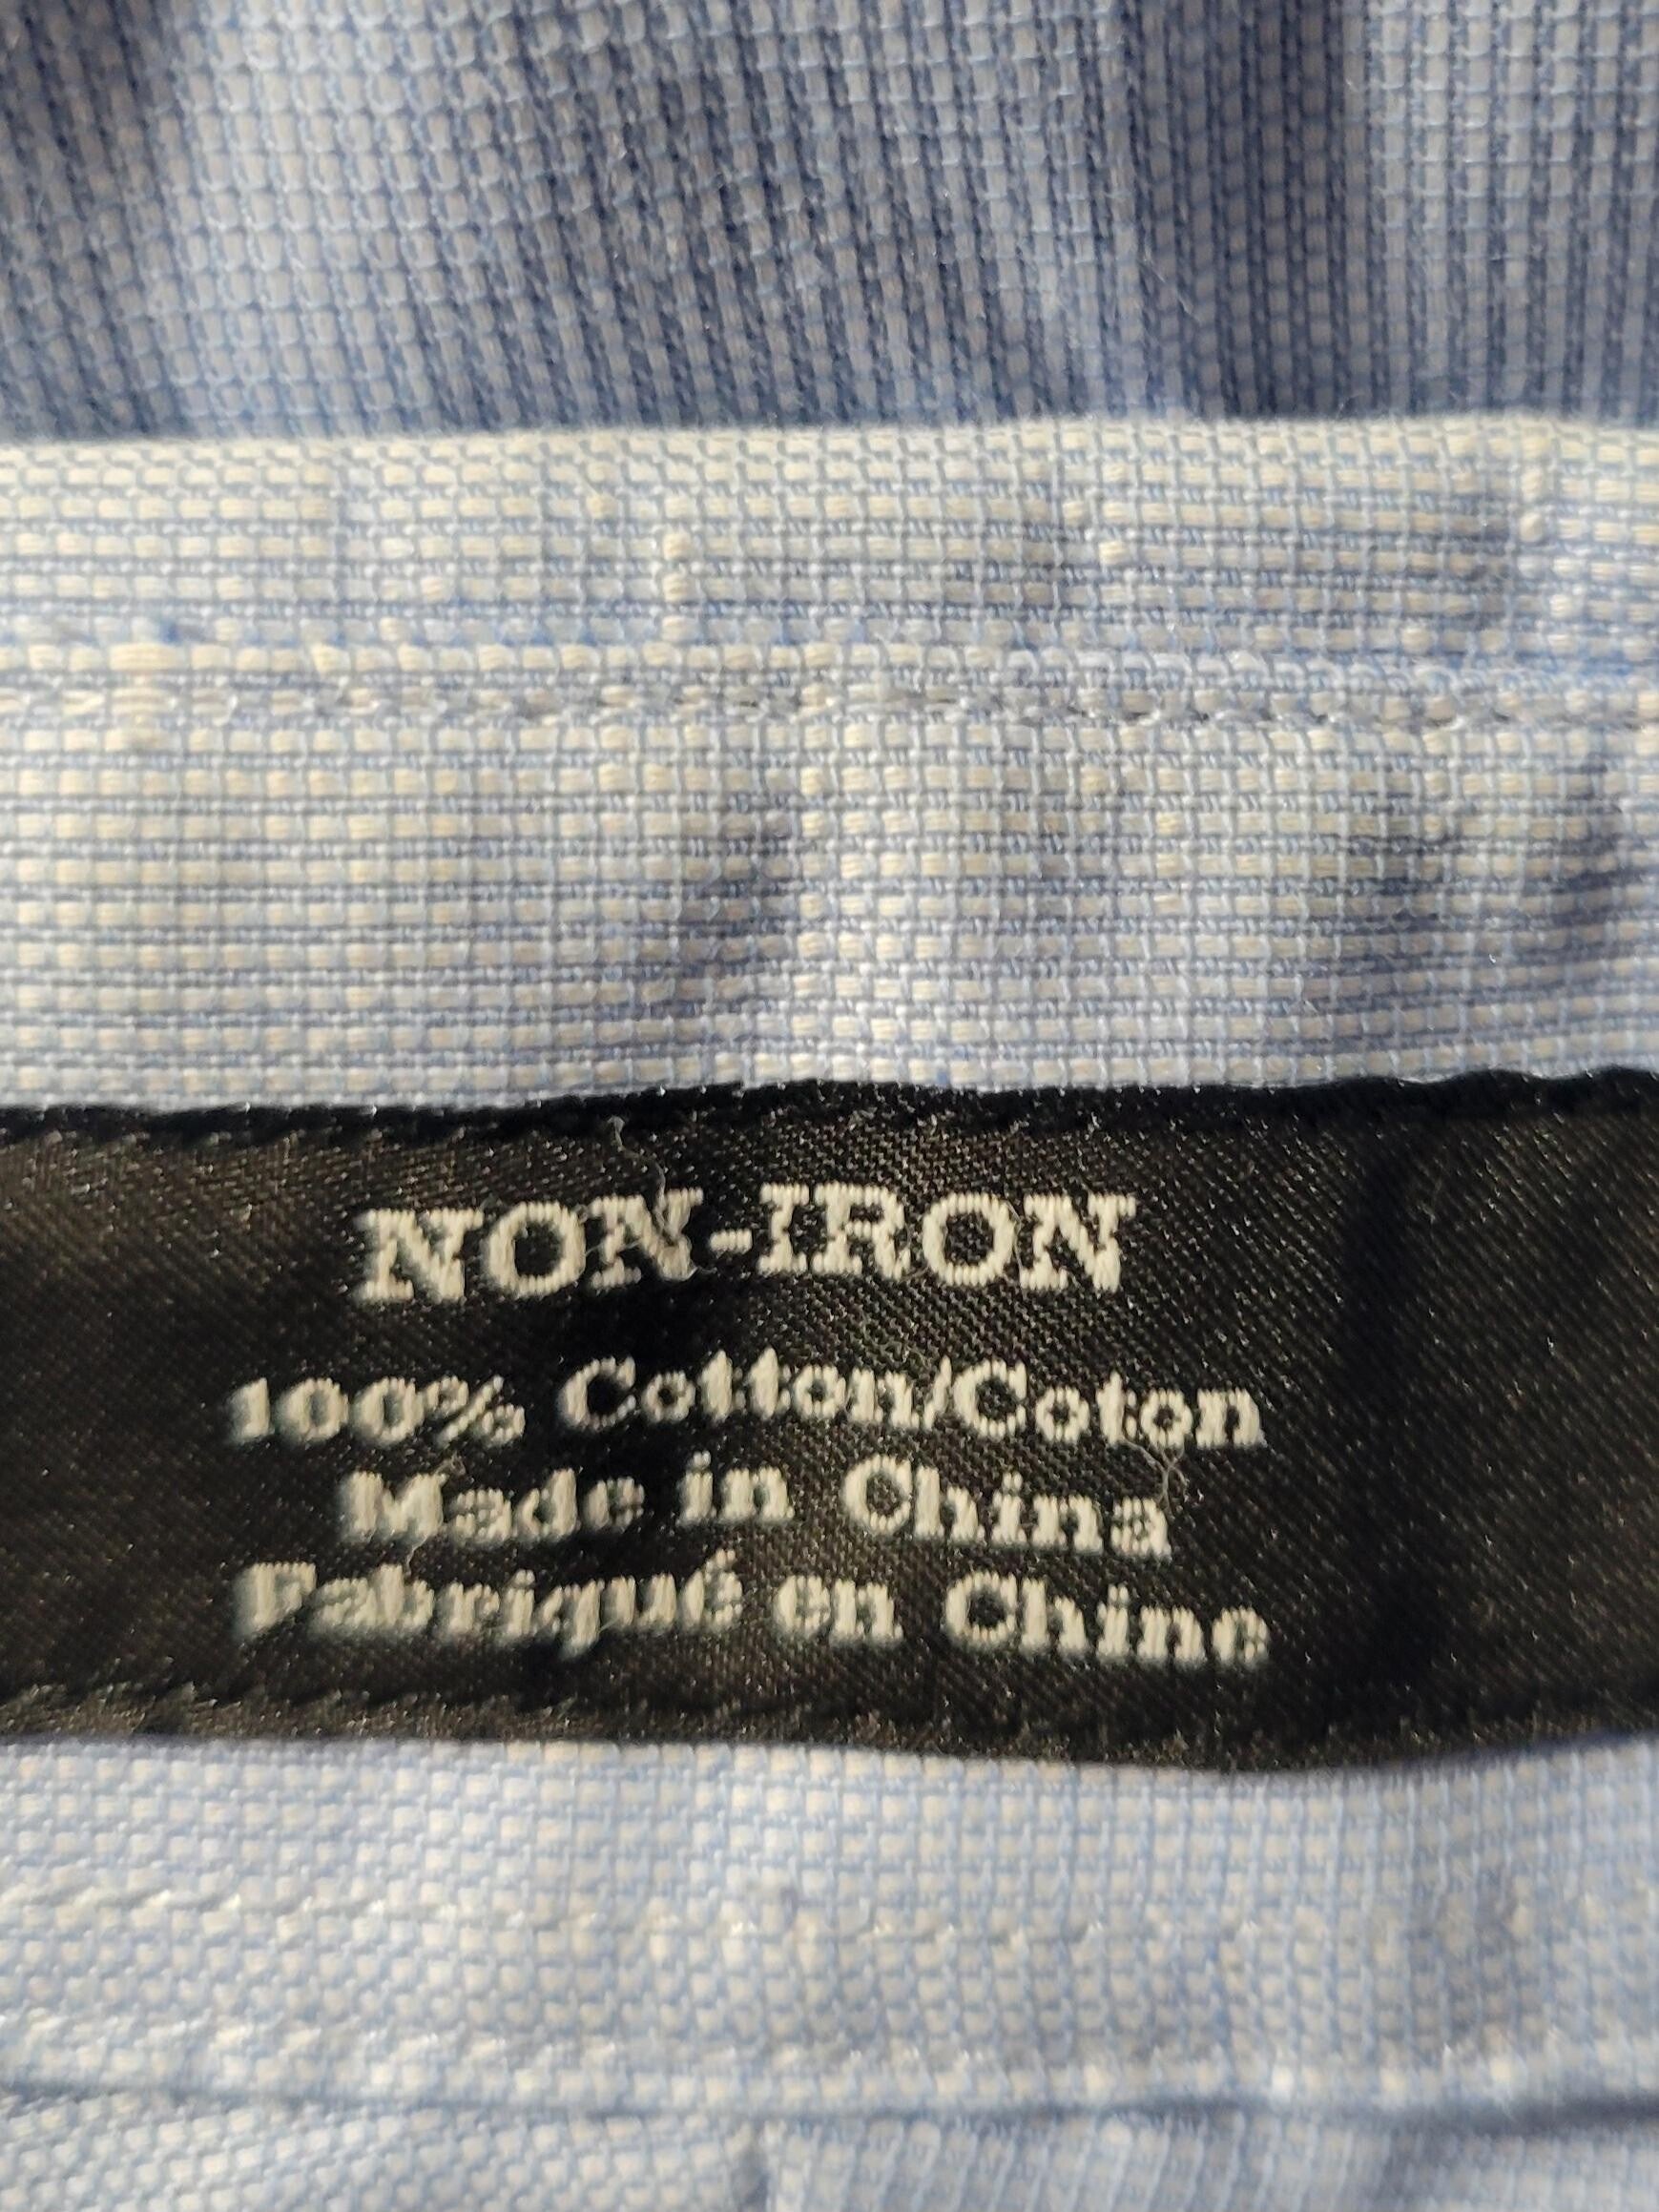 NON-IRON
100% Cotton/Coton
Made in China
Fabriqué en Chine